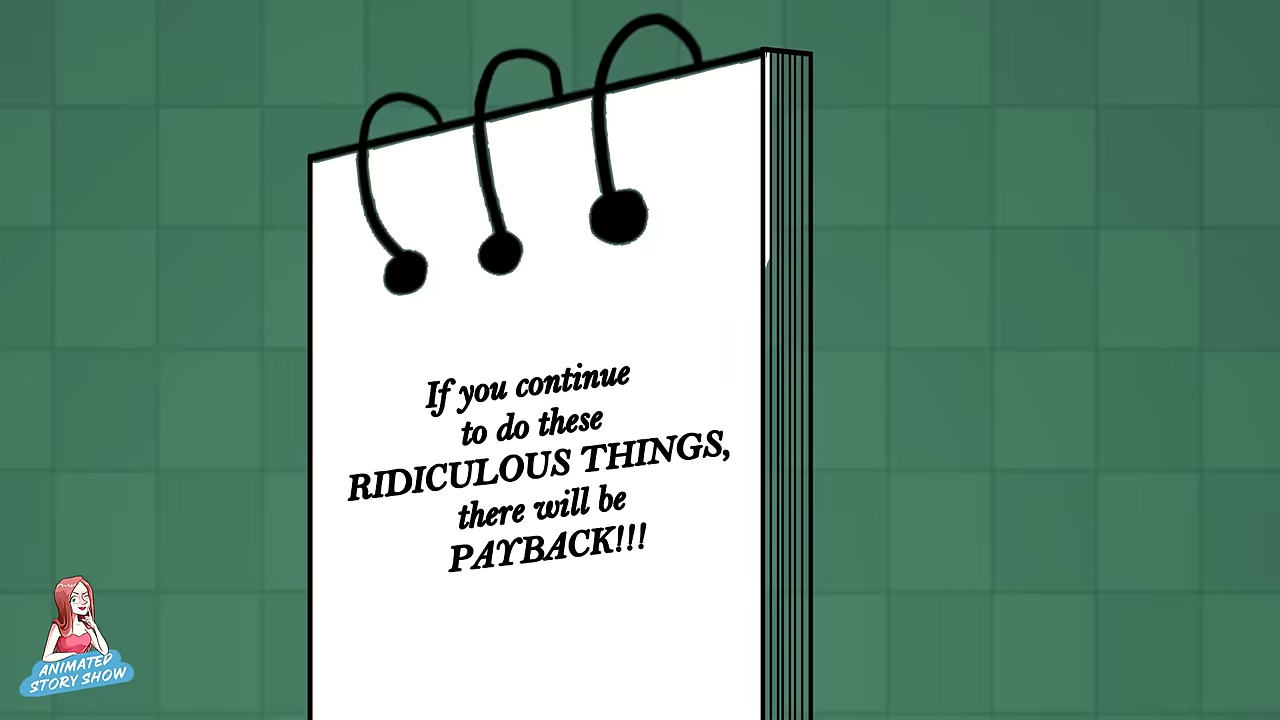 If you continue
to do these
RIDICULOUS THINGS,
there will be
PAYBACK!!!
ANIMATED
STORY SHOW